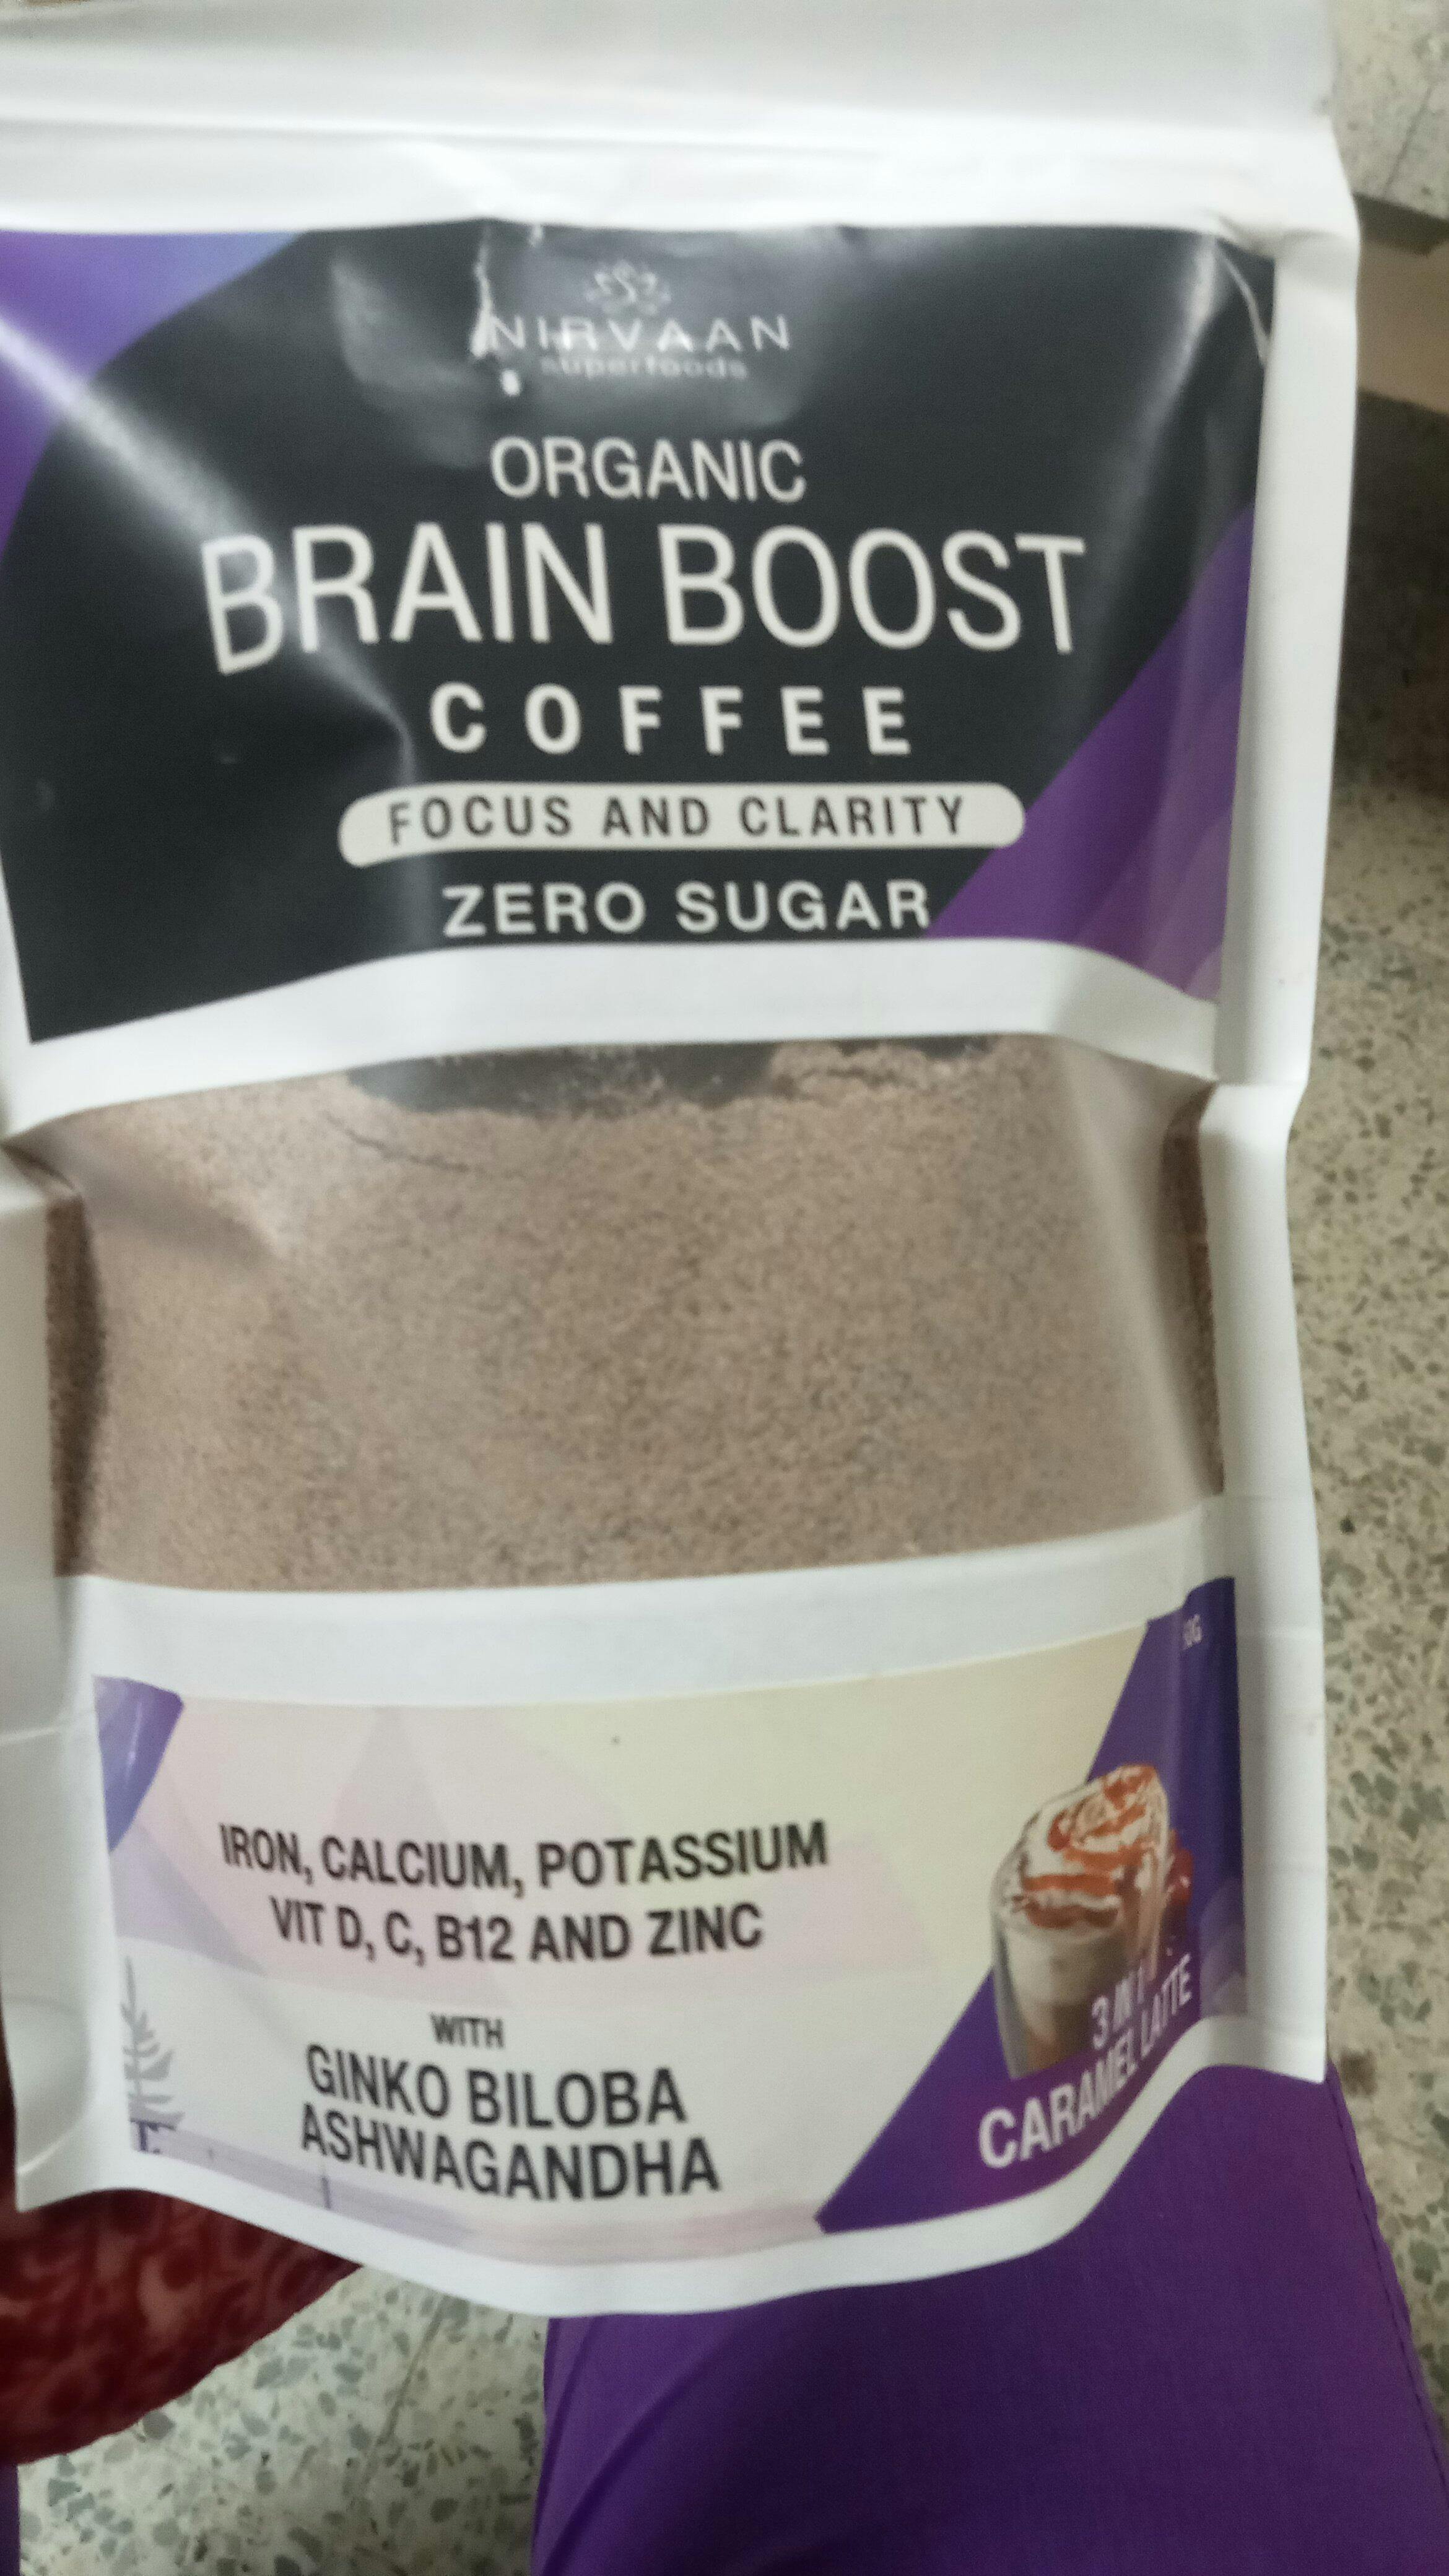 NIRVAAN
superfoods
ORGANIC
BRAIN BOOST
COFFEE
FOCUS AND CLARITY
ZERO SUGAR
IRON, CALCIUM, POTASSIUM
VIT D, C, B12 AND ZINC
WITH
GINKO BILOBA
ASHWAGANDHA
3 IN 1
CARAMEL LATTE